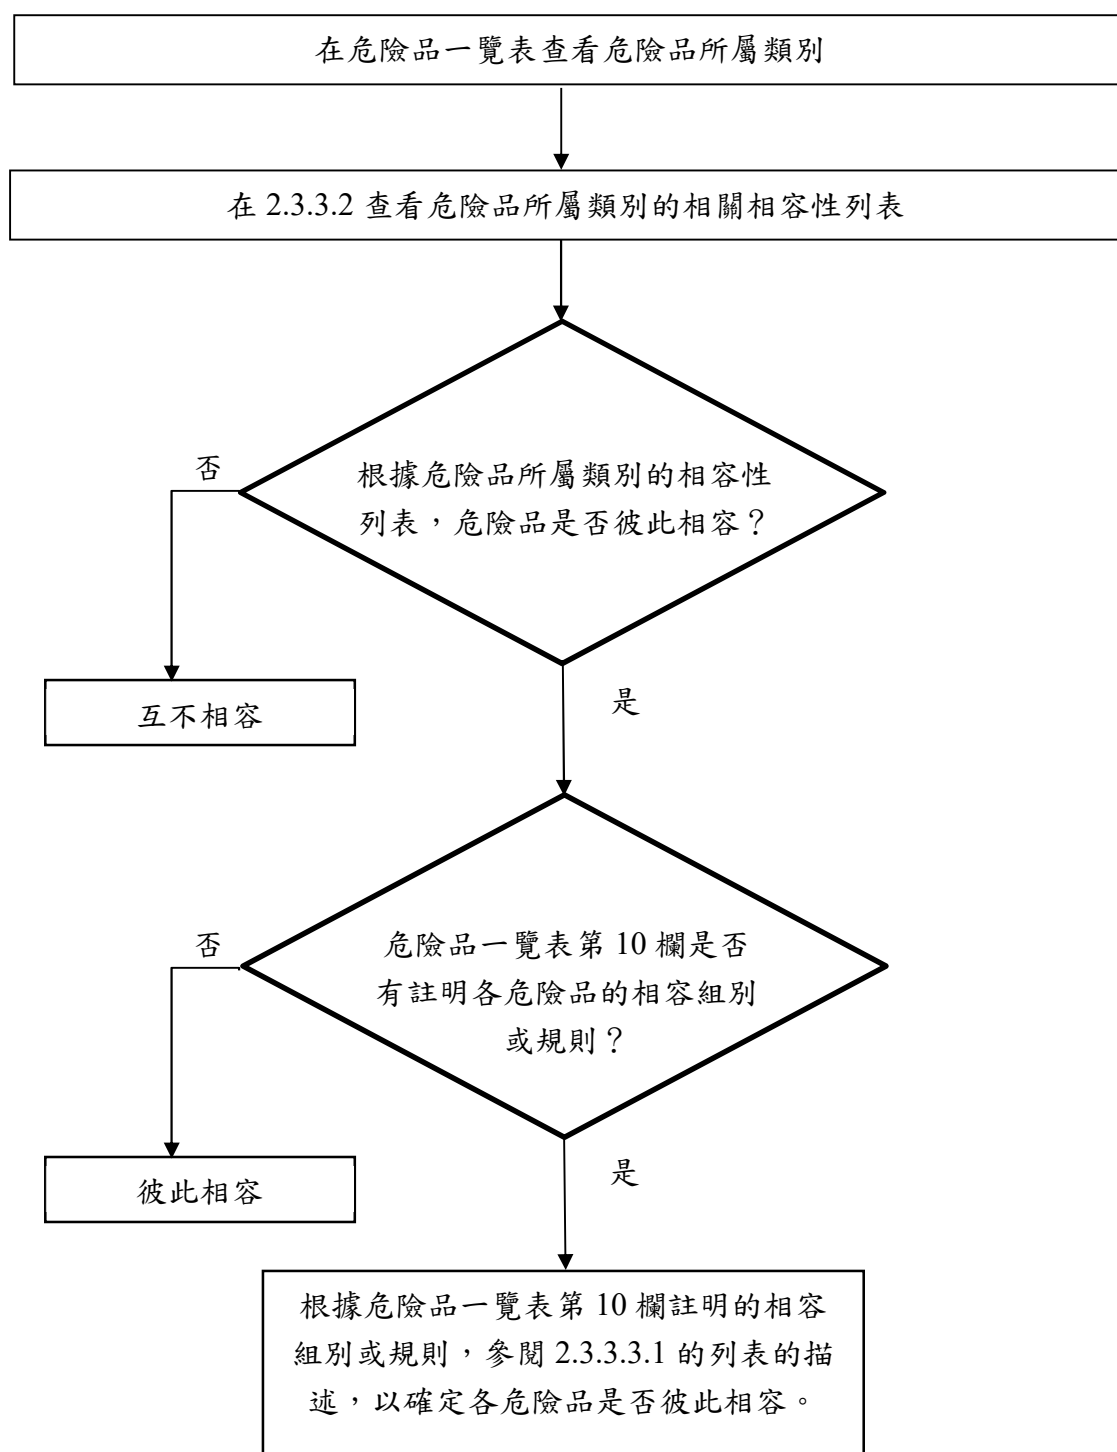 在危險品一覽表查看危險品所屬類別
在 2.3.3.2 查看危險品所屬類別的相關相容性列表
否
根據危險品所屬類別的相容性
列表，危險品是否彼此相容？
互不相容
是
否
危險品一覽表第 10 欄是否
有註明各危險品的相容組別
或規則？
彼此相容
是
根據危險品一覽表第 10 欄註明的相容
組別或規則，參閱 2.3.3.3.1 的列表的描
述，以確定各危險品是否彼此相容。